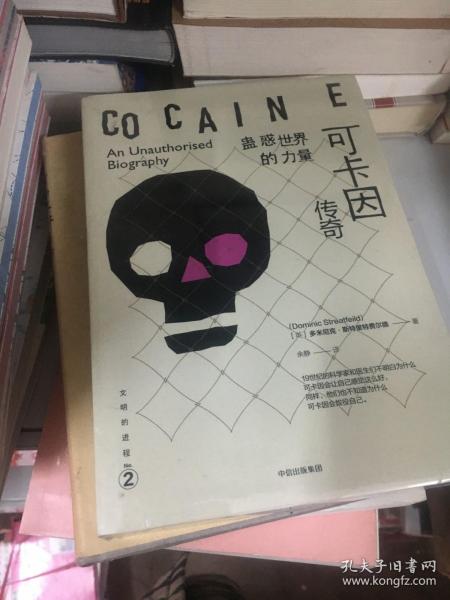 COCAINE
An Unauthorised
Biography
蛊惑世界
的力量
可卡因
传奇
(Dominic Streatfeild)
[英] 多米尼克·斯特里特费尔德 著
余静 译
19世纪的科学家和医生们不明白为什么
可卡因会让自己感觉这么好，
同样，他们也不知道为什么
可卡因会奴役自己。
文明的进程
No.
2
中信出版集团
孔夫子旧书网
www.kongfz.com